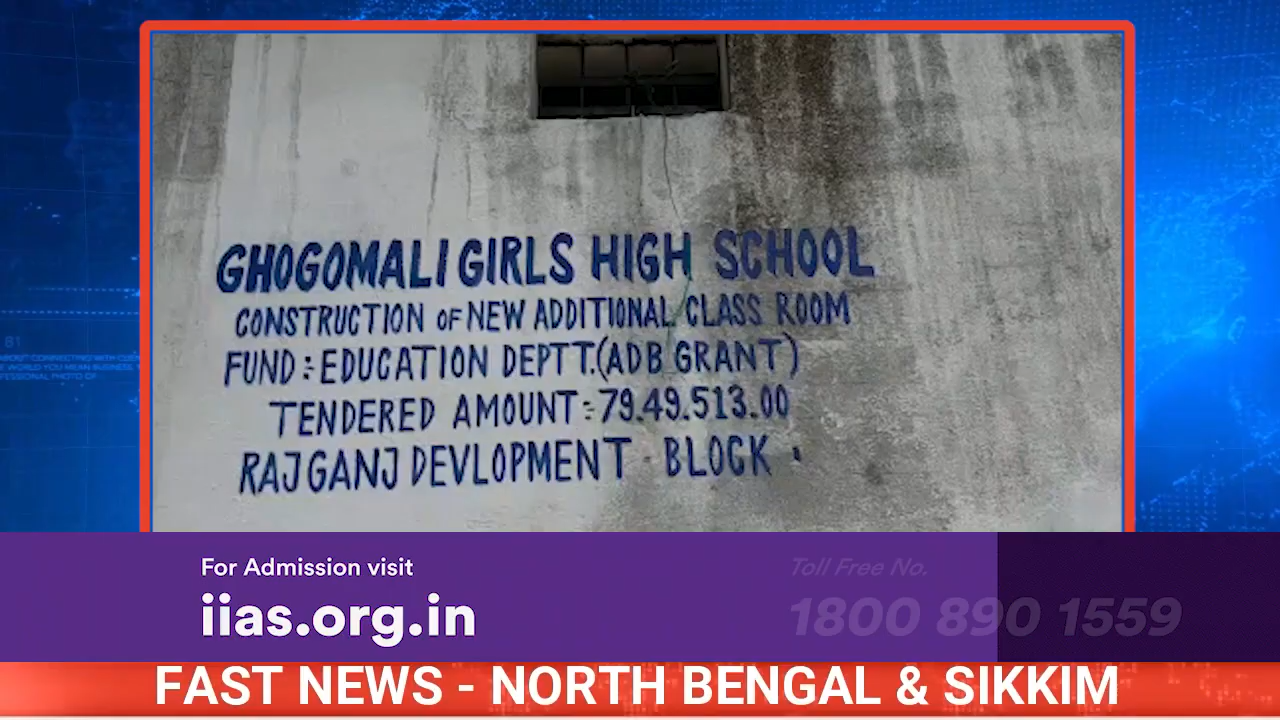 GHOGOMALI GIRLS HIGH SCHOOL
CONSTRUCTION OF NEW ADDITIONAL CLASS ROOM
FUND:-EDUCATION DEPTT.(ADB GRANT)
TENDERED AMOUNT:-79.49.513.00
RAJGANJ DEVLOPMENT - BLOCK .
81
For Admission visit
iias.org.in
Toll Free No.
1800 890 1559
FAST NEWS - NORTH BENGAL & SIKKIM